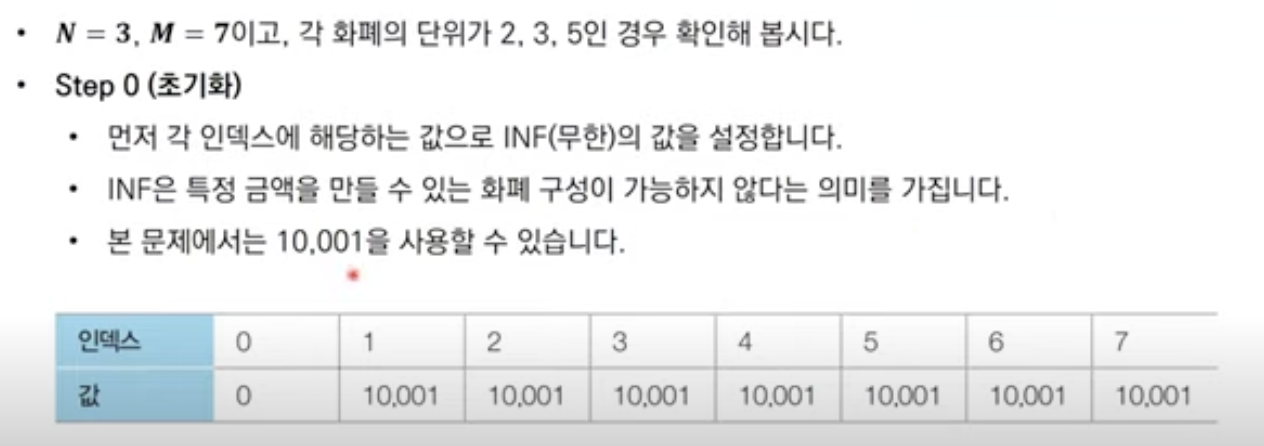 • N = 3, M = 7이고, 각 화폐의 단위가 2, 3, 5인 경우 확인해 봅시다.
• Step 0 (초기화)
• 먼저 각 인덱스에 해당하는 값으로 INF(무한)의 값을 설정합니다.
• INF은 특정 금액을 만들 수 있는 화폐 구성이 가능하지 않다는 의미를 가집니다.
• 본 문제에서는 10,001을 사용할 수 있습니다.
인덱스 0 1 2 3 4 5 6 7
값 0 10,001 10,001 10,001 10,001 10,001 10,001 10,001